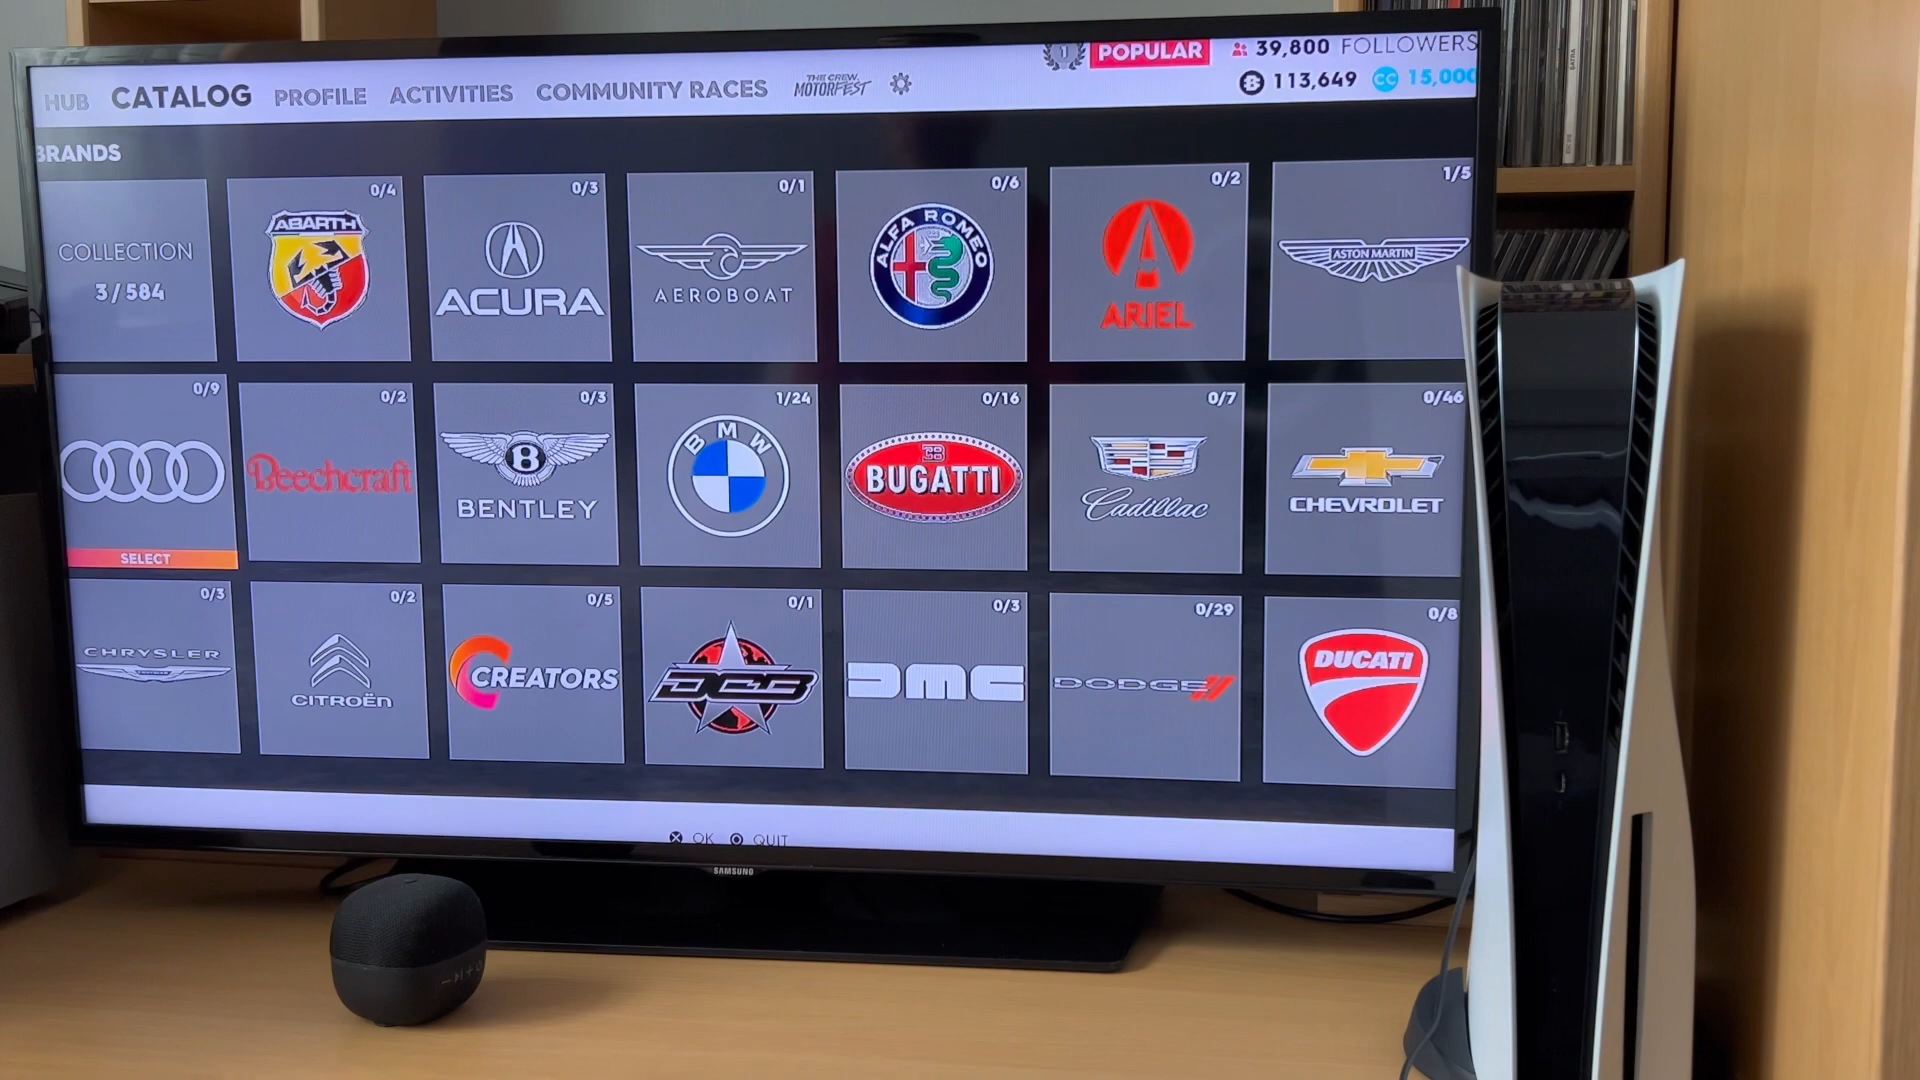 1 POPULAR 39,800 FOLLOWERS
HUB CATALOG PROFILE ACTIVITIES COMMUNITY RACES THE CREW MOTORFEST 113,649 CC 15,000
BRANDS
COLLECTION
3/584
0/4
ABARTH
0/3
ACURA
0/1
AEROBOAT
0/6
ALFA ROMEO
0/2
ARIEL
1/5
ASTON MARTIN
0/9
SELECT
0/2
Beechcraft
0/3
B
BENTLEY
1/24
BMW
0/16
BUGATTI
0/7
Cadillac
0/46
CHEVROLET
0/3
CHRYSLER
0/2
CITROËN
0/5
CREATORS
0/1
DCB
0/3
DMC
0/29
DODGE
0/8
DUCATI
OK QUIT
SAMSUNG